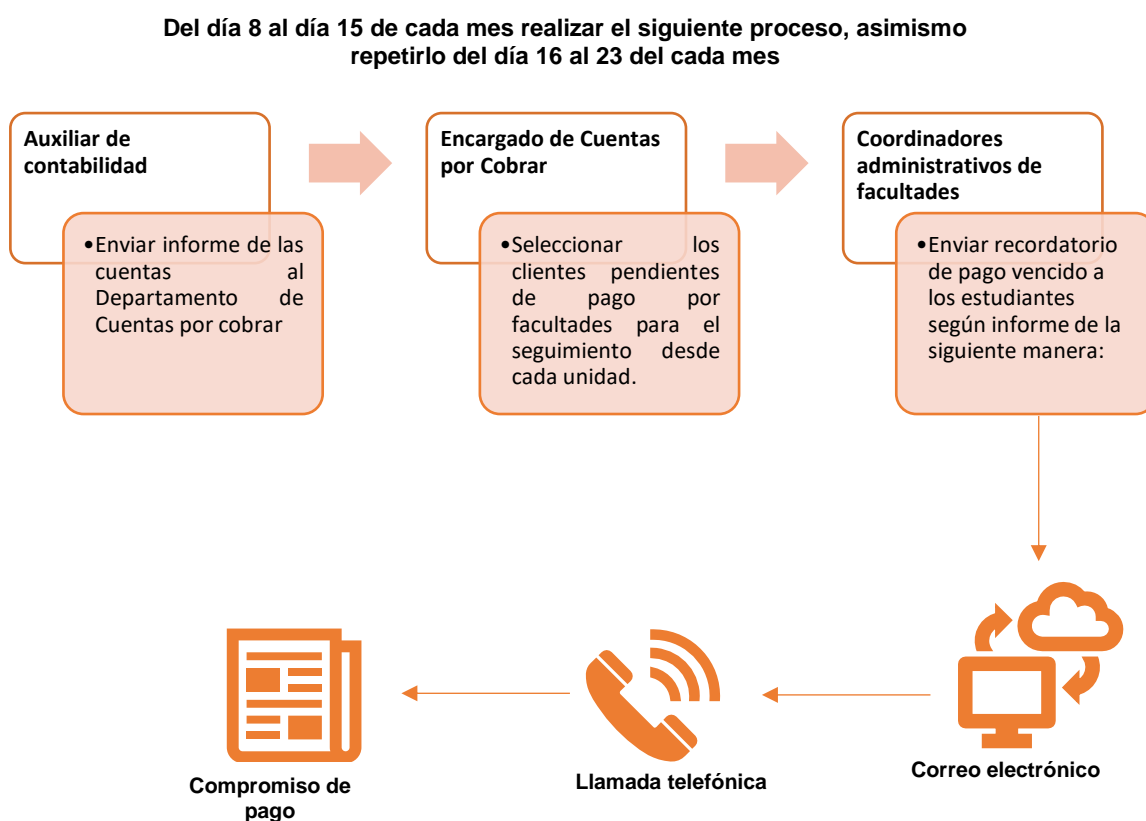 Del día 8 al día 15 de cada mes realizar el siguiente proceso, asimismo
repetirlo del día 16 al 23 del cada mes
Auxiliar de
contabilidad
•Enviar informe de las
cuentas al
Departamento de
Cuentas por cobrar
Encargado de Cuentas
por Cobrar
•Seleccionar los
clientes pendientes
de pago por
facultades para el
seguimiento desde
cada unidad.
Coordinadores
administrativos de
facultades
•Enviar recordatorio
de pago vencido a
los estudiantes
según informe de la
siguiente manera:
Correo electrónico
Llamada telefónica
Compromiso de
pago